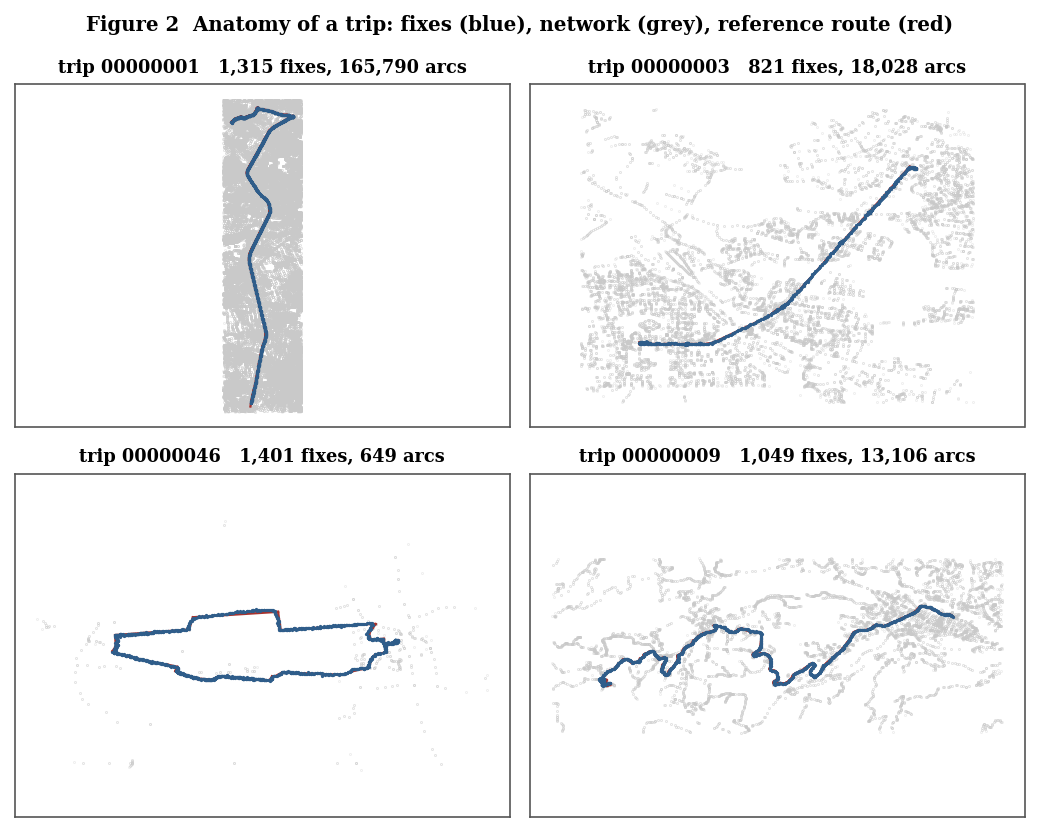 Figure 2  Anatomy of a trip: fixes (blue), network (grey), reference route (red)
trip 00000001   1,315 fixes, 165,790 arcs
trip 00000003   821 fixes, 18,028 arcs
trip 00000046   1,401 fixes, 649 arcs
trip 00000009   1,049 fixes, 13,106 arcs